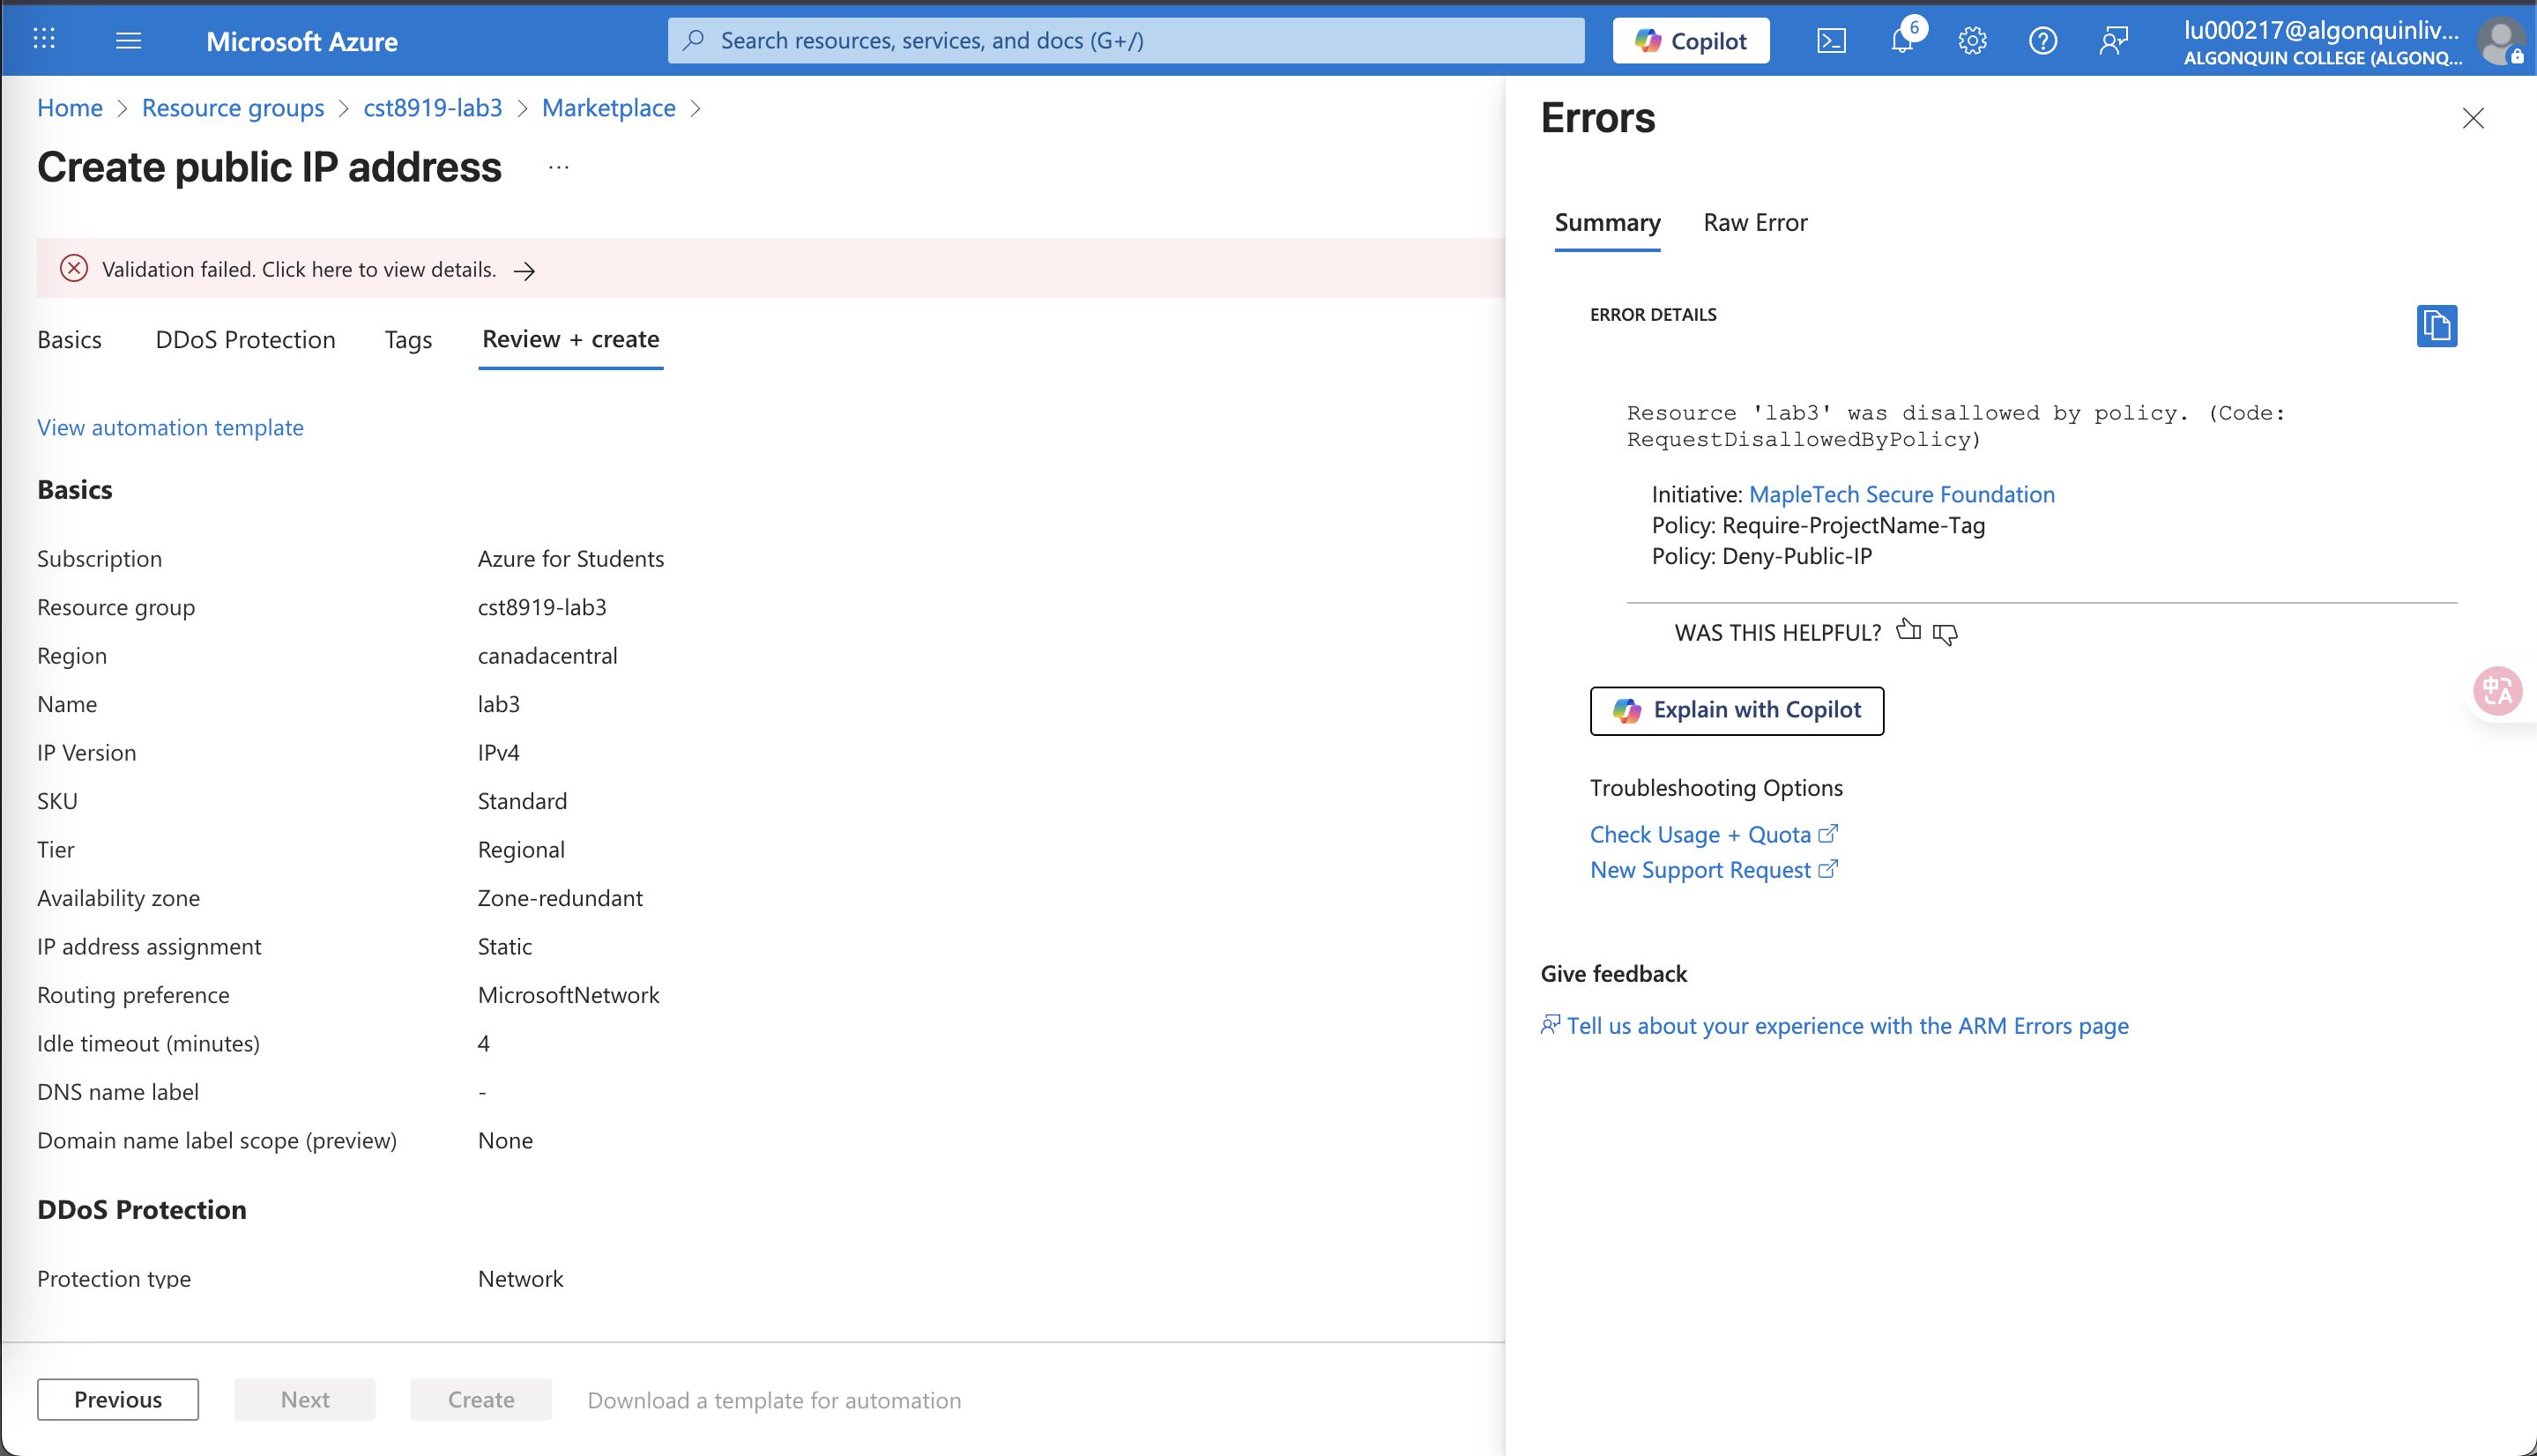 Microsoft Azure
Search resources, services, and docs (G+/)
Copilot
6
lu000217@algonquinliv...
ALGONQUIN COLLEGE (ALGONQ...
Home > Resource groups > cst8919-lab3 > Marketplace >
Create public IP address ...
Validation failed. Click here to view details. →
Basics DDoS Protection Tags Review + create
View automation template
Basics
Subscription Azure for Students
Resource group cst8919-lab3
Region canadacentral
Name lab3
IP Version IPv4
SKU Standard
Tier Regional
Availability zone Zone-redundant
IP address assignment Static
Routing preference MicrosoftNetwork
Idle timeout (minutes) 4
DNS name label -
Domain name label scope (preview) None
DDoS Protection
Protection type Network
Previous Next Create Download a template for automation
Errors
Summary Raw Error
ERROR DETAILS
Resource 'lab3' was disallowed by policy. (Code:
RequestDisallowedByPolicy)
Initiative: MapleTech Secure Foundation
Policy: Require-ProjectName-Tag
Policy: Deny-Public-IP
WAS THIS HELPFUL?
Explain with Copilot
Troubleshooting Options
Check Usage + Quota
New Support Request
Give feedback
Tell us about your experience with the ARM Errors page
中A